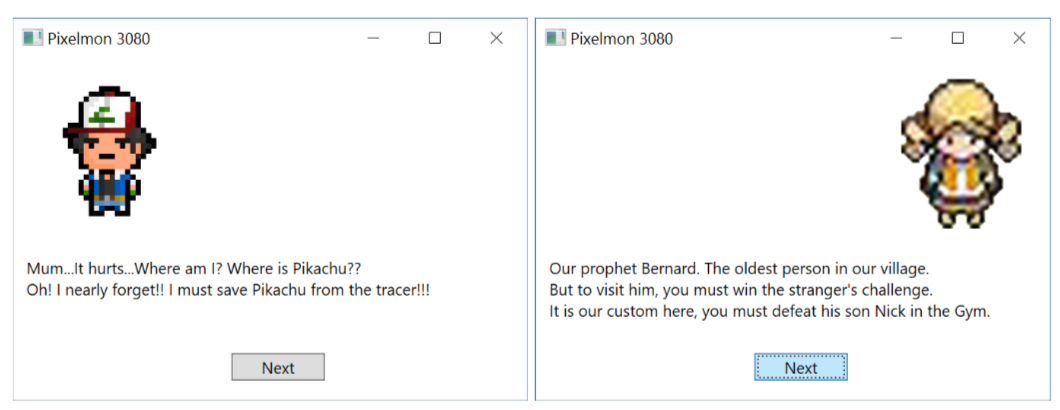 Pixelmon 3080
Mum...It hurts...Where am I? Where is Pikachu??
Oh! I nearly forget!! I must save Pikachu from the tracer!!!
Next
Pixelmon 3080
Our prophet Bernard. The oldest person in our village.
But to visit him, you must win the stranger's challenge.
It is our custom here, you must defeat his son Nick in the Gym.
Next